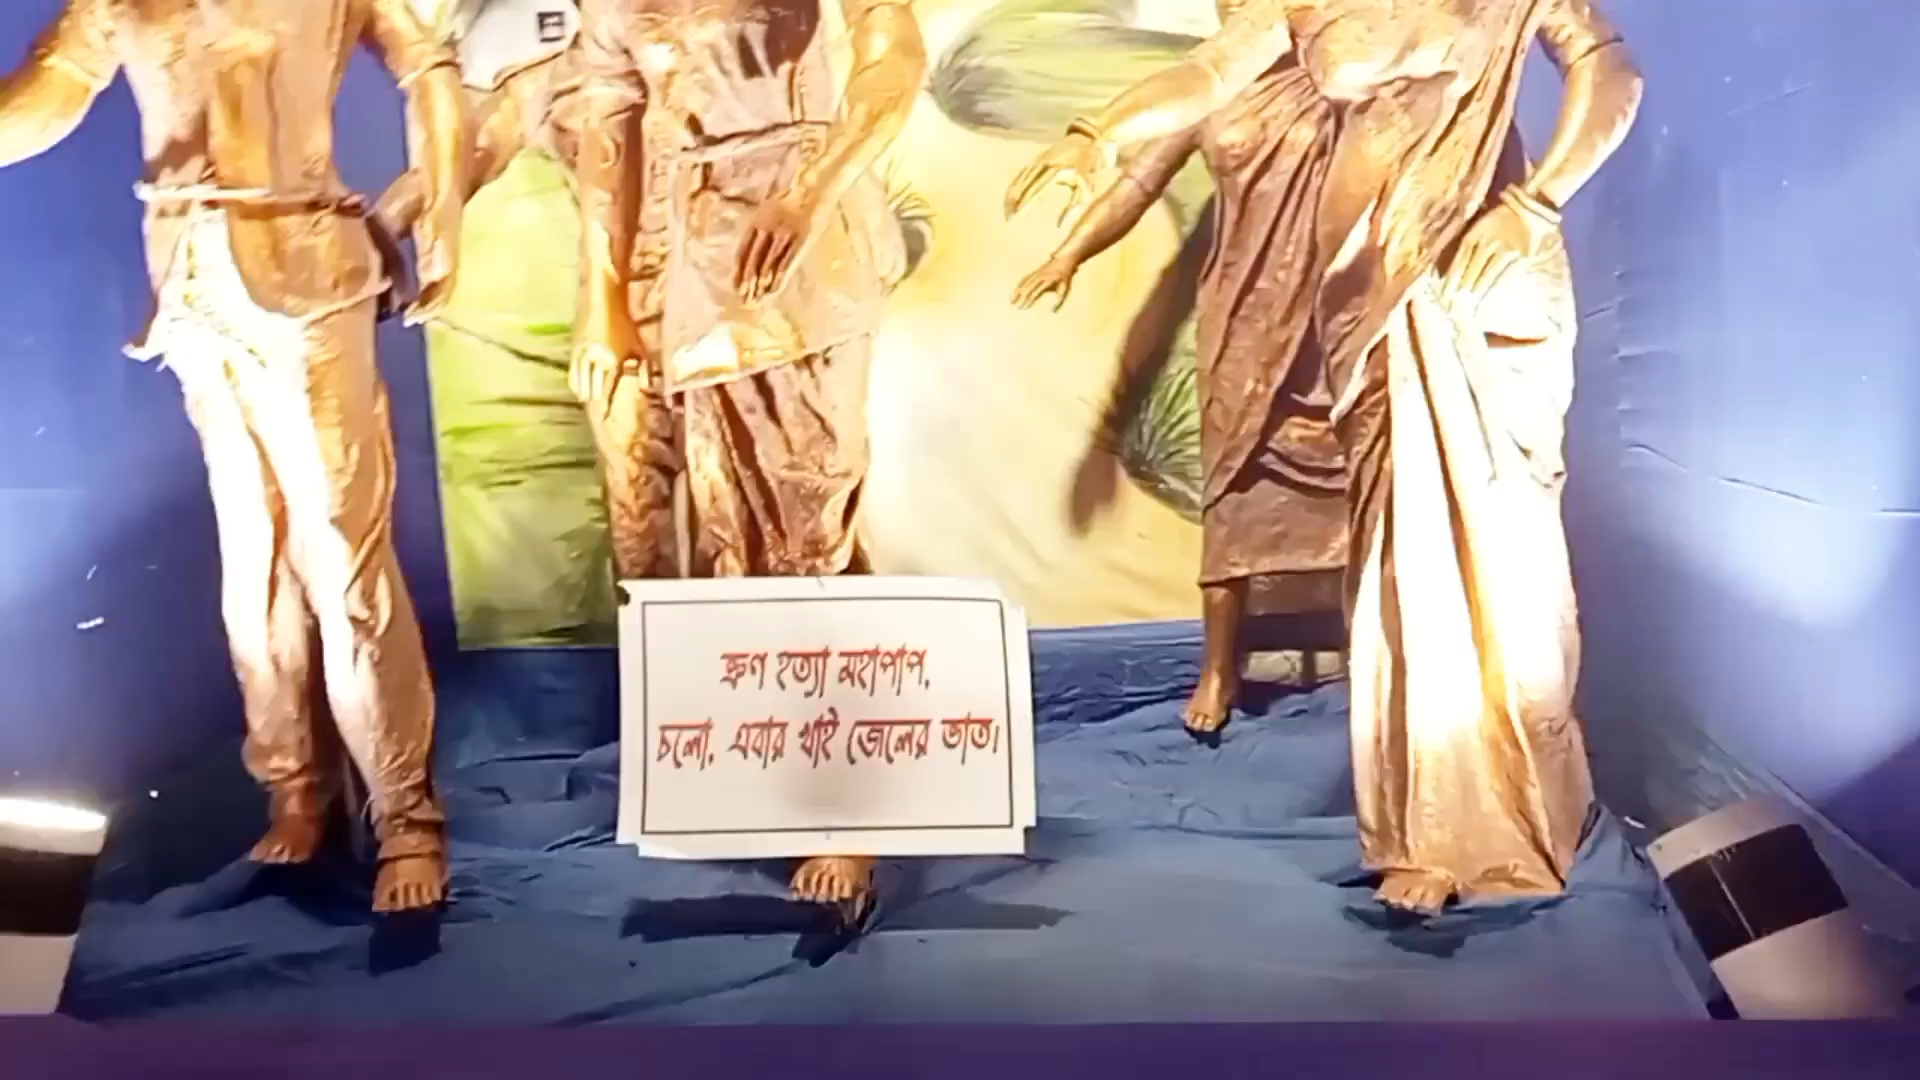 ভ্রূণ হত্যা মহাপাপ,
চলো, এবার খাই জেলের ভাত।